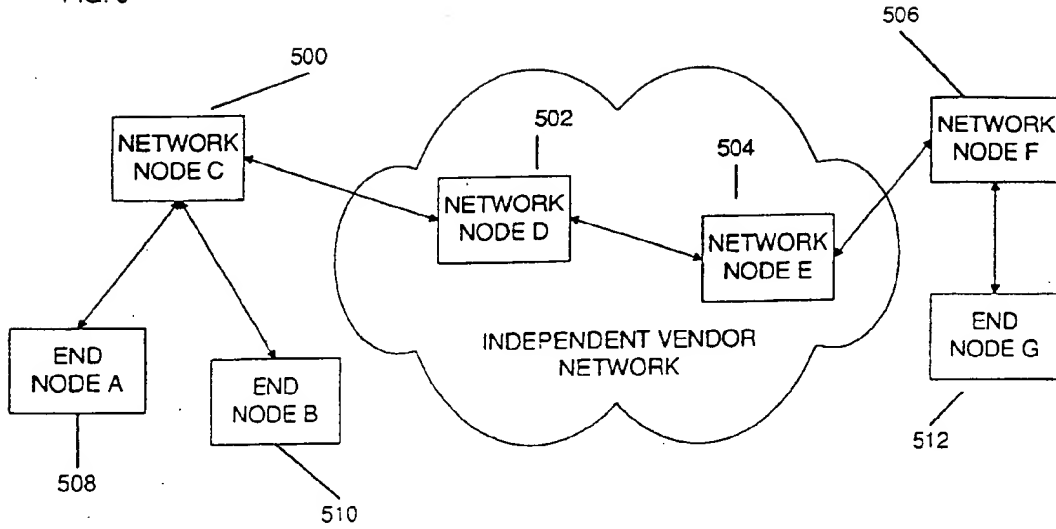 500
506
502
504
NETWORK
NODE C
NETWORK
NODE F
NETWORK
NODE D
NETWORK
NODE E
END
NODE A
END
NODE B
INDEPENDENT VENDOR
NETWORK
END
NODE G
508
510
512